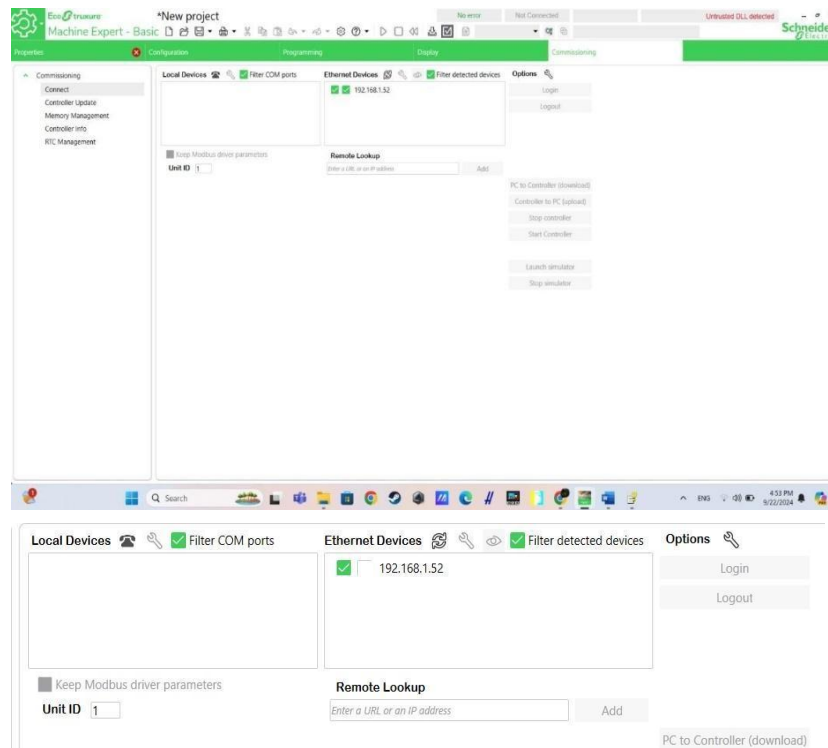 EcoStruxure
Machine Expert - Basic
*New project
No error
Not Connected
Untrusted DLL detected
Schneide
Electri
Properties
Configuration
Programming
Display
Commissioning
Commissioning
Connect
Controller Update
Memory Management
Controller Info
RTC Management
Local Devices
Filter COM ports
Ethernet Devices
Filter detected devices
Options
192.168.1.52
Login
Logout
Keep Modbus driver parameters
Unit ID 1
Remote Lookup
Enter a URL or an IP address
Add
PC to Controller (download)
Controller to PC (upload)
Stop controller
Start Controller
Launch simulator
Stop simulator
Search
ENG
4:53 PM
9/22/2024
Local Devices
Filter COM ports
Ethernet Devices
Filter detected devices
Options
192.168.1.52
Login
Logout
Keep Modbus driver parameters
Unit ID 1
Remote Lookup
Enter a URL or an IP address
Add
PC to Controller (download)